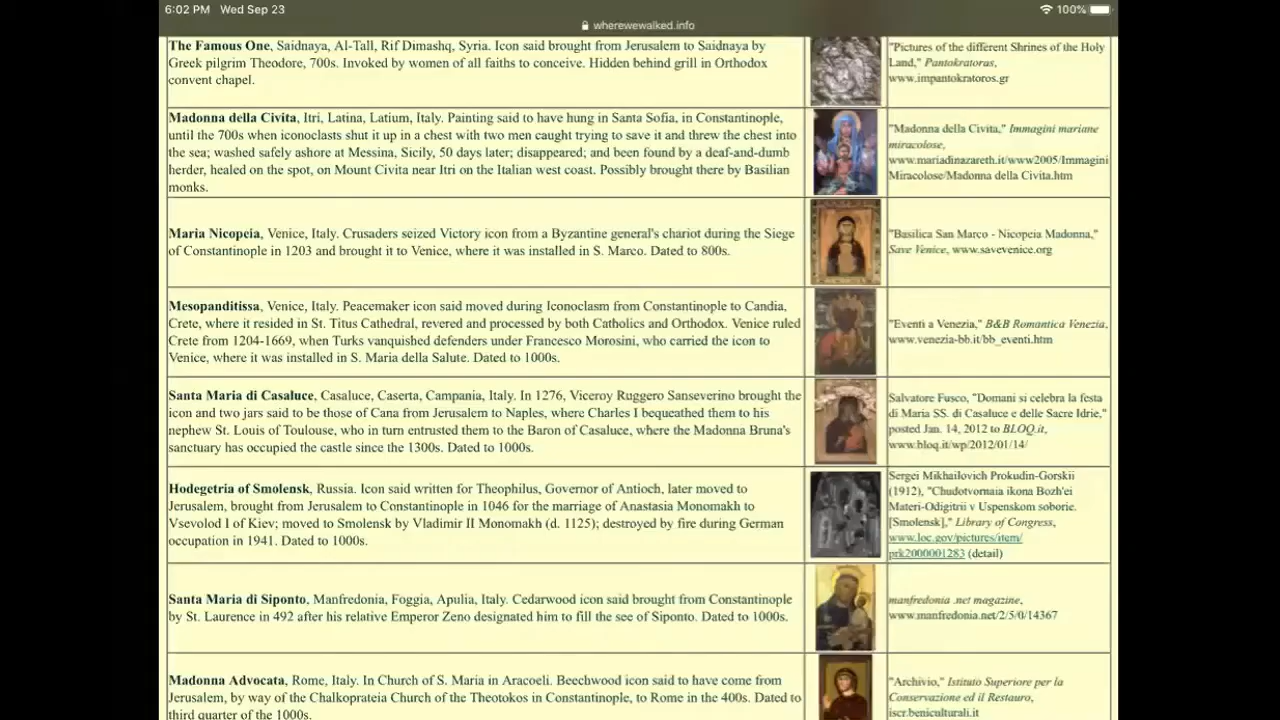 6:02 PM Wed Sep 23
100%
wherewewalked.info
The Famous One, Saidnaya, Al-Tall, Rif Dimashq, Syria. Icon said brought from Jerusalem to Saidnaya by
Greek pilgrim Theodore, 700s. Invoked by women of all faiths to conceive. Hidden behind grill in Orthodox
convent chapel.
"Pictures of the different Shrines of the Holy
Land," Pantokratoras,
www.impantokratoros.gr
Madonna della Civita, Itri, Latina, Latium, Italy. Painting said to have hung in Santa Sofia, in Constantinople,
until the 700s when iconoclasts shut it up in a chest with two men caught trying to save it and threw the chest into
the sea; washed safely ashore at Messina, Sicily, 50 days later; disappeared; and been found by a deaf-and-dumb
herder, healed on the spot, on Mount Civita near Itri on the Italian west coast. Possibly brought there by Basilian
monks.
"Madonna della Civita," Immagini mariane
miracolose,
www.mariadinazareth.it/www2005/Immagini
Miracolose/Madonna della Civita.htm
Maria Nicopeia, Venice, Italy. Crusaders seized Victory icon from a Byzantine general's chariot during the Siege
of Constantinople in 1203 and brought it to Venice, where it was installed in S. Marco. Dated to 800s.
"Basilica San Marco - Nicopeia Madonna,"
Save Venice, www.savevenice.org
Mesopanditissa, Venice, Italy. Peacemaker icon said moved during Iconoclasm from Constantinople to Candia,
Crete, where it resided in St. Titus Cathedral, revered and processed by both Catholics and Orthodox. Venice ruled
Crete from 1204-1669, when Turks vanquished defenders under Francesco Morosini, who carried the icon to
Venice, where it was installed in S. Maria della Salute. Dated to 1000s.
"Eventi a Venezia," B&B Romantica Venezia,
www.venezia-bb.it/bb_eventi.htm
Santa Maria di Casaluce, Casaluce, Caserta, Campania, Italy. In 1276, Viceroy Ruggero Sanseverino brought the
icon and two jars said to be those of Cana from Jerusalem to Naples, where Charles I bequeathed them to his
nephew St. Louis of Toulouse, who in turn entrusted them to the Baron of Casaluce, where the Madonna Bruna's
sanctuary has occupied the castle since the 1300s. Dated to 1000s.
Salvatore Fusco, "Domani si celebra la festa
di Maria SS. di Casaluce e delle Sacre Idrie,"
posted Jan. 14, 2012 to BLOQ.it,
www.bloq.it/wp/2012/01/14/
Hodegetria of Smolensk, Russia. Icon said written for Theophilus, Governor of Antioch, later moved to
Jerusalem, brought from Jerusalem to Constantinople in 1046 for the marriage of Anastasia Monomakh to
Vsevolod I of Kiev; moved to Smolensk by Vladimir II Monomakh (d. 1125); destroyed by fire during German
occupation in 1941. Dated to 1000s.
Sergei Mikhailovich Prokudin-Gorskii
(1912), "Chudotvornaia ikona Bozh'ei
Materi-Odigitrii v Uspenskom soborie.
[Smolensk]," Library of Congress,
www.loc.gov/pictures/item/
prk2000001283 (detail)
Santa Maria di Siponto, Manfredonia, Foggia, Apulia, Italy. Cedarwood icon said brought from Constantinople
by St. Laurence in 492 after his relative Emperor Zeno designated him to fill the see of Siponto. Dated to 1000s.
manfredonia .net magazine,
www.manfredonia.net/2/5/0/14367
Madonna Advocata, Rome, Italy. In Church of S. Maria in Aracoeli. Beechwood icon said to have come from
Jerusalem, by way of the Chalkoprateia Church of the Theotokos in Constantinople, to Rome in the 400s. Dated to
third quarter of the 1000s.
"Archivio," Istituto Superiore per la
Conservazione ed il Restauro,
iscr.beniculturali.it